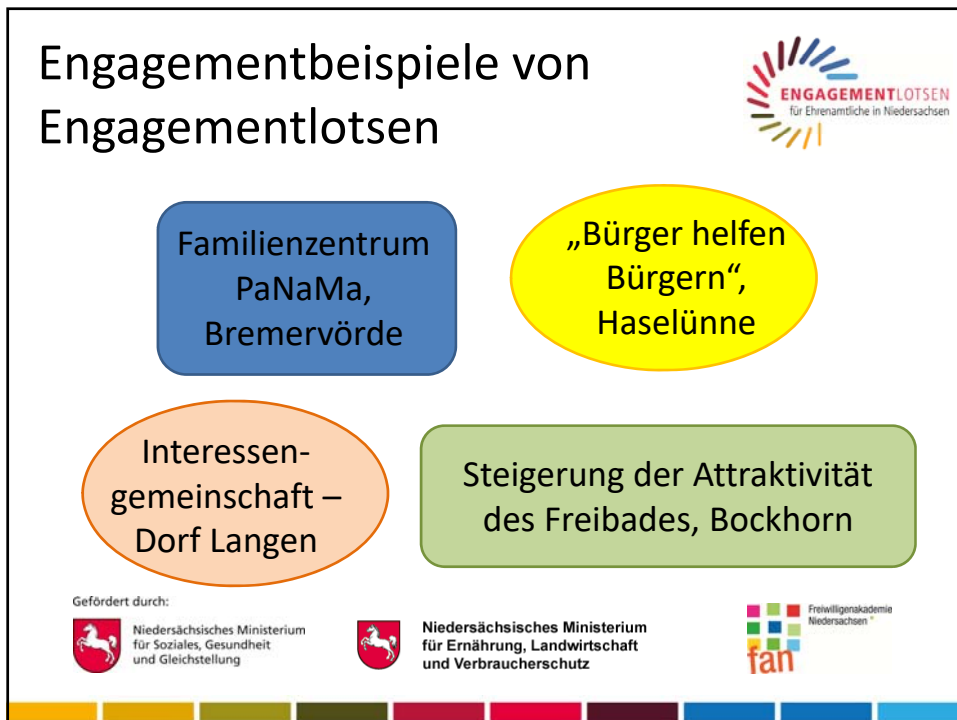 Engagementbeispiele von
Engagementlotsen
ENGAGEMENTLOTSEN
für Ehrenamtliche in Niedersachsen
Familienzentrum
PaNaMa,
Bremervörde
„Bürger helfen
Bürgern“,
Haselünne
Interessen-
gemeinschaft –
Dorf Langen
Steigerung der Attraktivität
des Freibades, Bockhorn
Gefördert durch:
Niedersächsisches Ministerium
für Soziales, Gesundheit
und Gleichstellung
Niedersächsisches Ministerium
für Ernährung, Landwirtschaft
und Verbraucherschutz
Freiwilligenakademie
Niedersachsen
fan